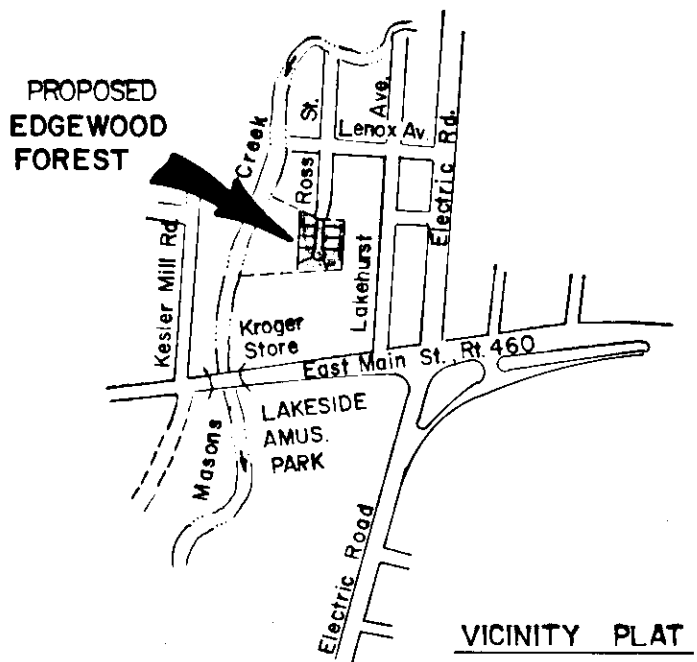 PROPOSED
EDGEWOOD
FOREST
Creek
Ross St.
Ave.
Lenox Av.
Electric Rd.
Kesler Mill Rd.
Lakehurst
Kroger
Store
East Main St., Rt. 460
LAKESIDE
AMUS.
PARK
Masons
Electric Road
VICINITY PLAT